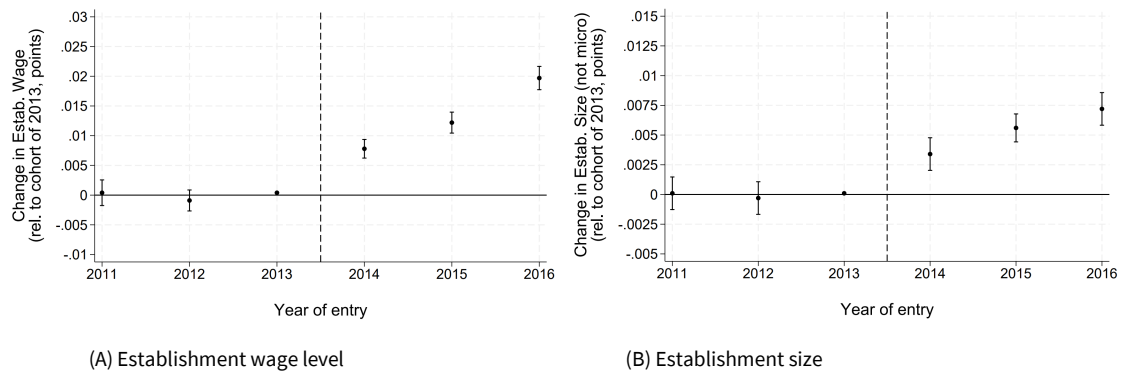 .03
.025
.02
.015
.01
.005
0
-.005
-.01
Change in Estab. Wage
(rel. to cohort of 2013, points)
2011 2012 2013 2014 2015 2016
Year of entry
(A) Establishment wage level
.015
.0125
.01
.0075
.005
.0025
0
-.0025
-.005
Change in Estab. Size (not micro)
(rel. to cohort of 2013, points)
2011 2012 2013 2014 2015 2016
Year of entry
(B) Establishment size